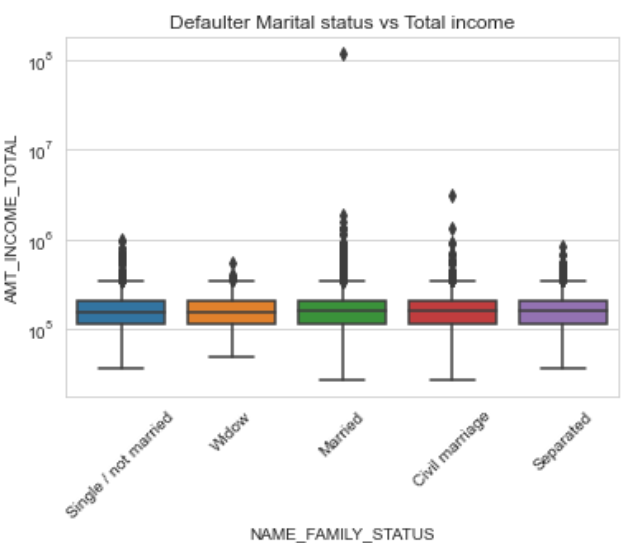 Defaulter Marital status vs Total income
AMT_INCOME_TOTAL
10⁸
10⁷
10⁶
10⁵
Single / not married
Widow
Married
Civil marriage
Separated
NAME_FAMILY_STATUS